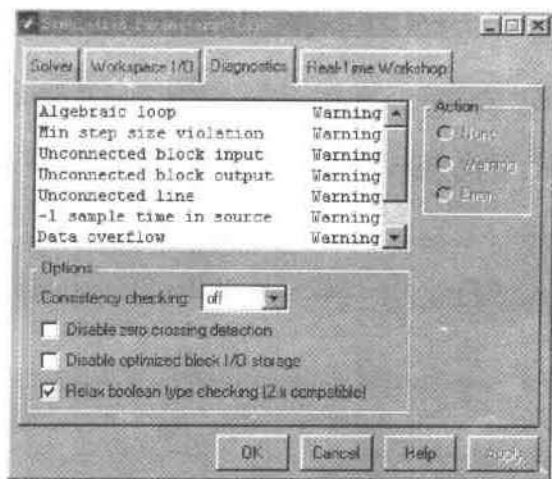 Simulation Parameters:
Solver Workspace I/O Diagnostics Real-Time Workshop
Algebraic loop Warning
Min step size violation Warning
Unconnected block input Warning
Unconnected block output Warning
Unconnected line Warning
-1 sample time in source Warning
Data overflow Warning
Action
None
Warning
Error
Options
Consistency checking: off
Disable zero crossing detection
Disable optimized block I/O storage
Relax boolean type checking (2.x compatible)
OK Cancel Help Apply